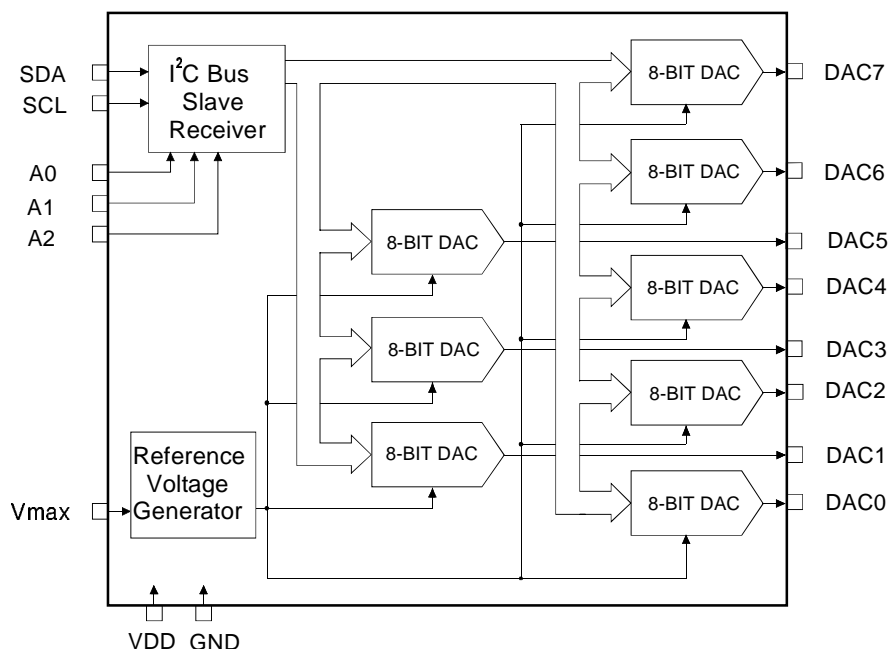 SDA
SCL
A0
A1
A2
I²C Bus
Slave
Receiver
8-BIT DAC
DAC7
8-BIT DAC
DAC6
8-BIT DAC
DAC5
8-BIT DAC
DAC4
8-BIT DAC
DAC3
8-BIT DAC
DAC2
8-BIT DAC
DAC1
8-BIT DAC
DAC0
Vmax
Reference
Voltage
Generator
VDD
GND